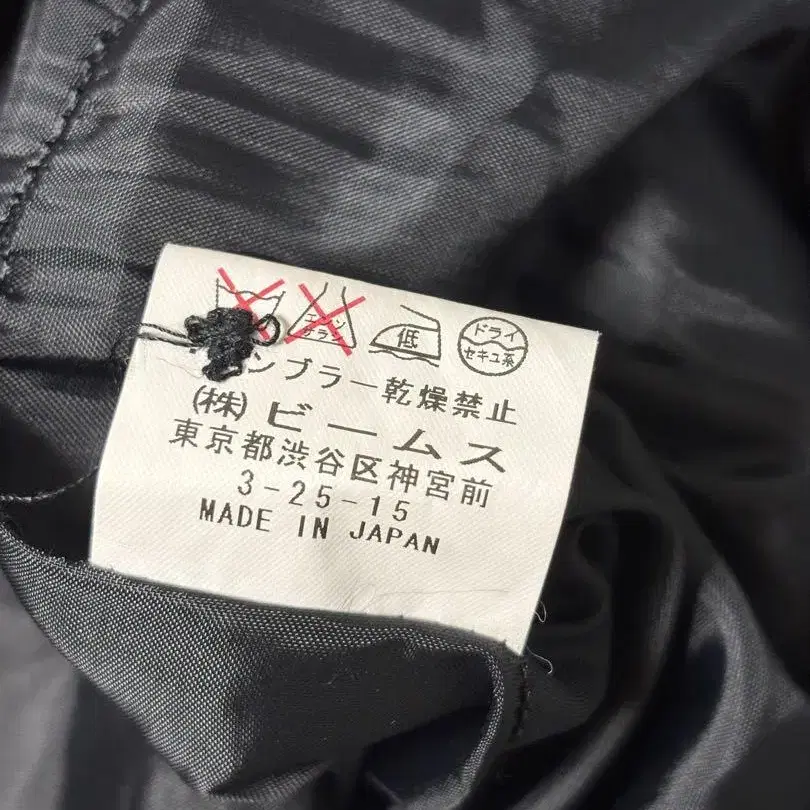 エンソ
サラシ
低
ドライ
セキユ系
ンブラー乾燥禁止
(株)ビームス
東京都渋谷区神宮前
3-25-15
MADE IN JAPAN